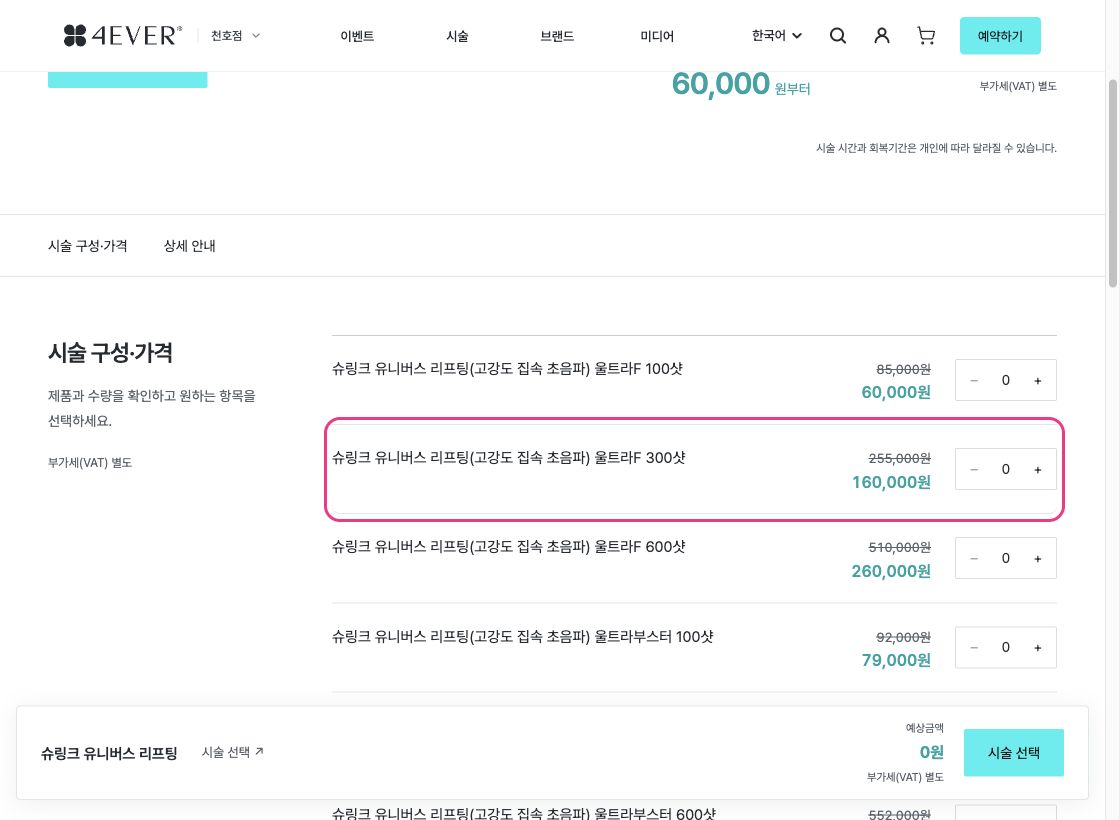 4EVER
천호점
이벤트
시술
브랜드
미디어
한국어
예약하기
60,000 원부터
부가세(VAT) 별도
시술 시간과 회복기간은 개인에 따라 달라질 수 있습니다.
시술 구성·가격
상세 안내
시술 구성·가격
제품과 수량을 확인하고 원하는 항목을
선택하세요.
부가세(VAT) 별도
슈링크 유니버스 리프팅(고강도 집속 초음파) 울트라F 100샷
85,000원
60,000원
− 0 +
슈링크 유니버스 리프팅(고강도 집속 초음파) 울트라F 300샷
255,000원
160,000원
− 0 +
슈링크 유니버스 리프팅(고강도 집속 초음파) 울트라F 600샷
510,000원
260,000원
− 0 +
슈링크 유니버스 리프팅(고강도 집속 초음파) 울트라부스터 100샷
92,000원
79,000원
− 0 +
슈링크 유니버스 리프팅
시술 선택 ↗
예상금액
0원
부가세(VAT) 별도
시술 선택
슈링크 유니버스 리프팅(고강도 집속 초음파) 울트라부스터 600샷
552,000원